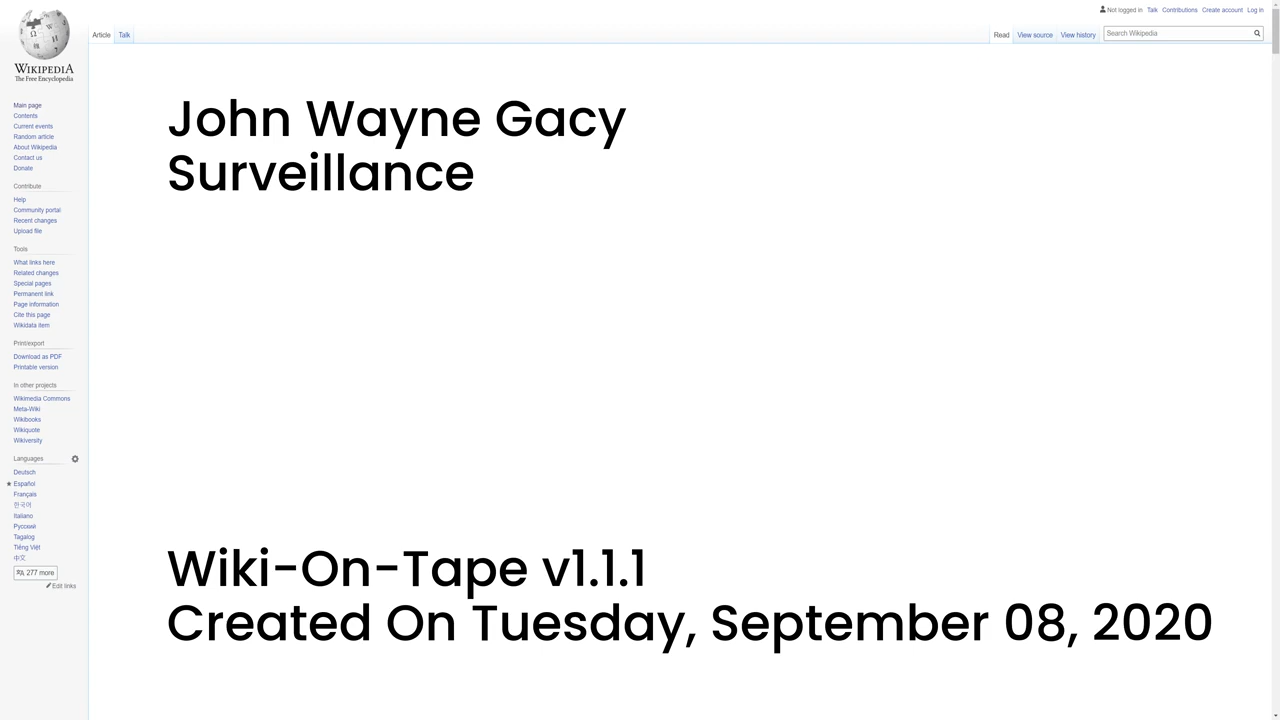 Not logged in Talk Contributions Create account Log in
Article Talk Read View source View history Search Wikipedia
WIKIPEDIA
The Free Encyclopedia
Main page
Contents
Current events
Random article
About Wikipedia
Contact us
Donate
Contribute
Help
Community portal
Recent changes
Upload file
Tools
What links here
Related changes
Special pages
Permanent link
Page information
Cite this page
Wikidata item
Print/export
Download as PDF
Printable version
In other projects
Wikimedia Commons
Meta-Wiki
Wikibooks
Wikiquote
Wikiversity
Languages
Deutsch
Español
Français
한국어
Italiano
Русский
Tagalog
Tiếng Việt
中文
277 more
Edit links
John Wayne Gacy
Surveillance
Wiki-On-Tape v1.1.1
Created On Tuesday, September 08, 2020